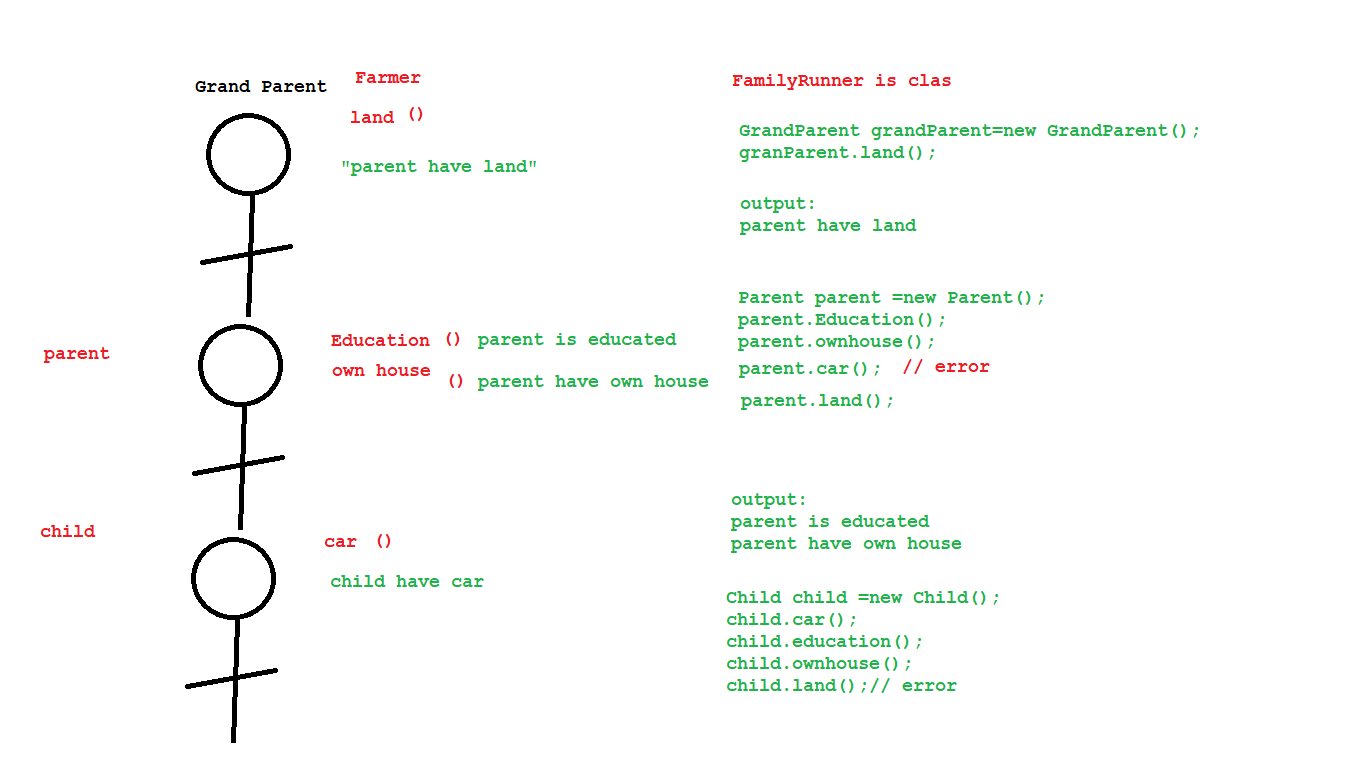 Grand Parent
Farmer
land ()
"parent have land"
parent
Education () parent is educated
own house
() parent have own house
child
car ()
child have car
FamilyRunner is clas
GrandParent grandParent=new GrandParent();
granParent.land();
output:
parent have land
Parent parent =new Parent();
parent.Education();
parent.ownhouse();
parent.car(); // error
parent.land();
output:
parent is educated
parent have own house
Child child =new Child();
child.car();
child.education();
child.ownhouse();
child.land();// error